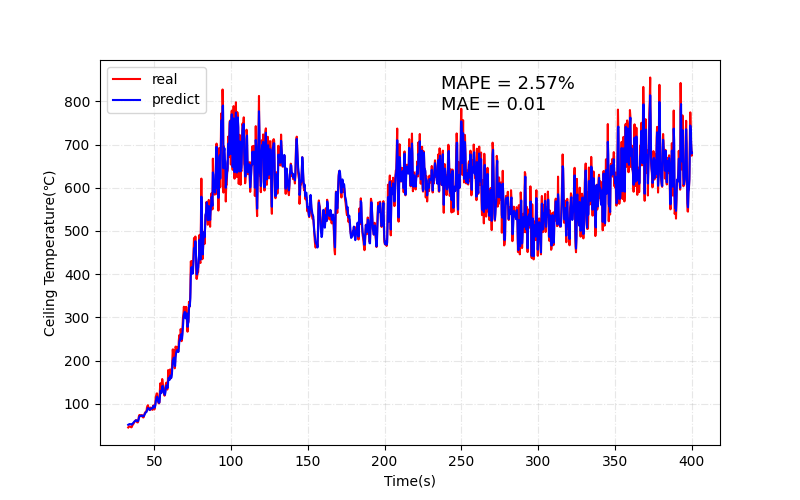 real
predict
MAPE = 2.57%
MAE = 0.01
Ceiling Temperature(℃)
800
700
600
500
400
300
200
100
50
100
150
200
250
300
350
400
Time(s)